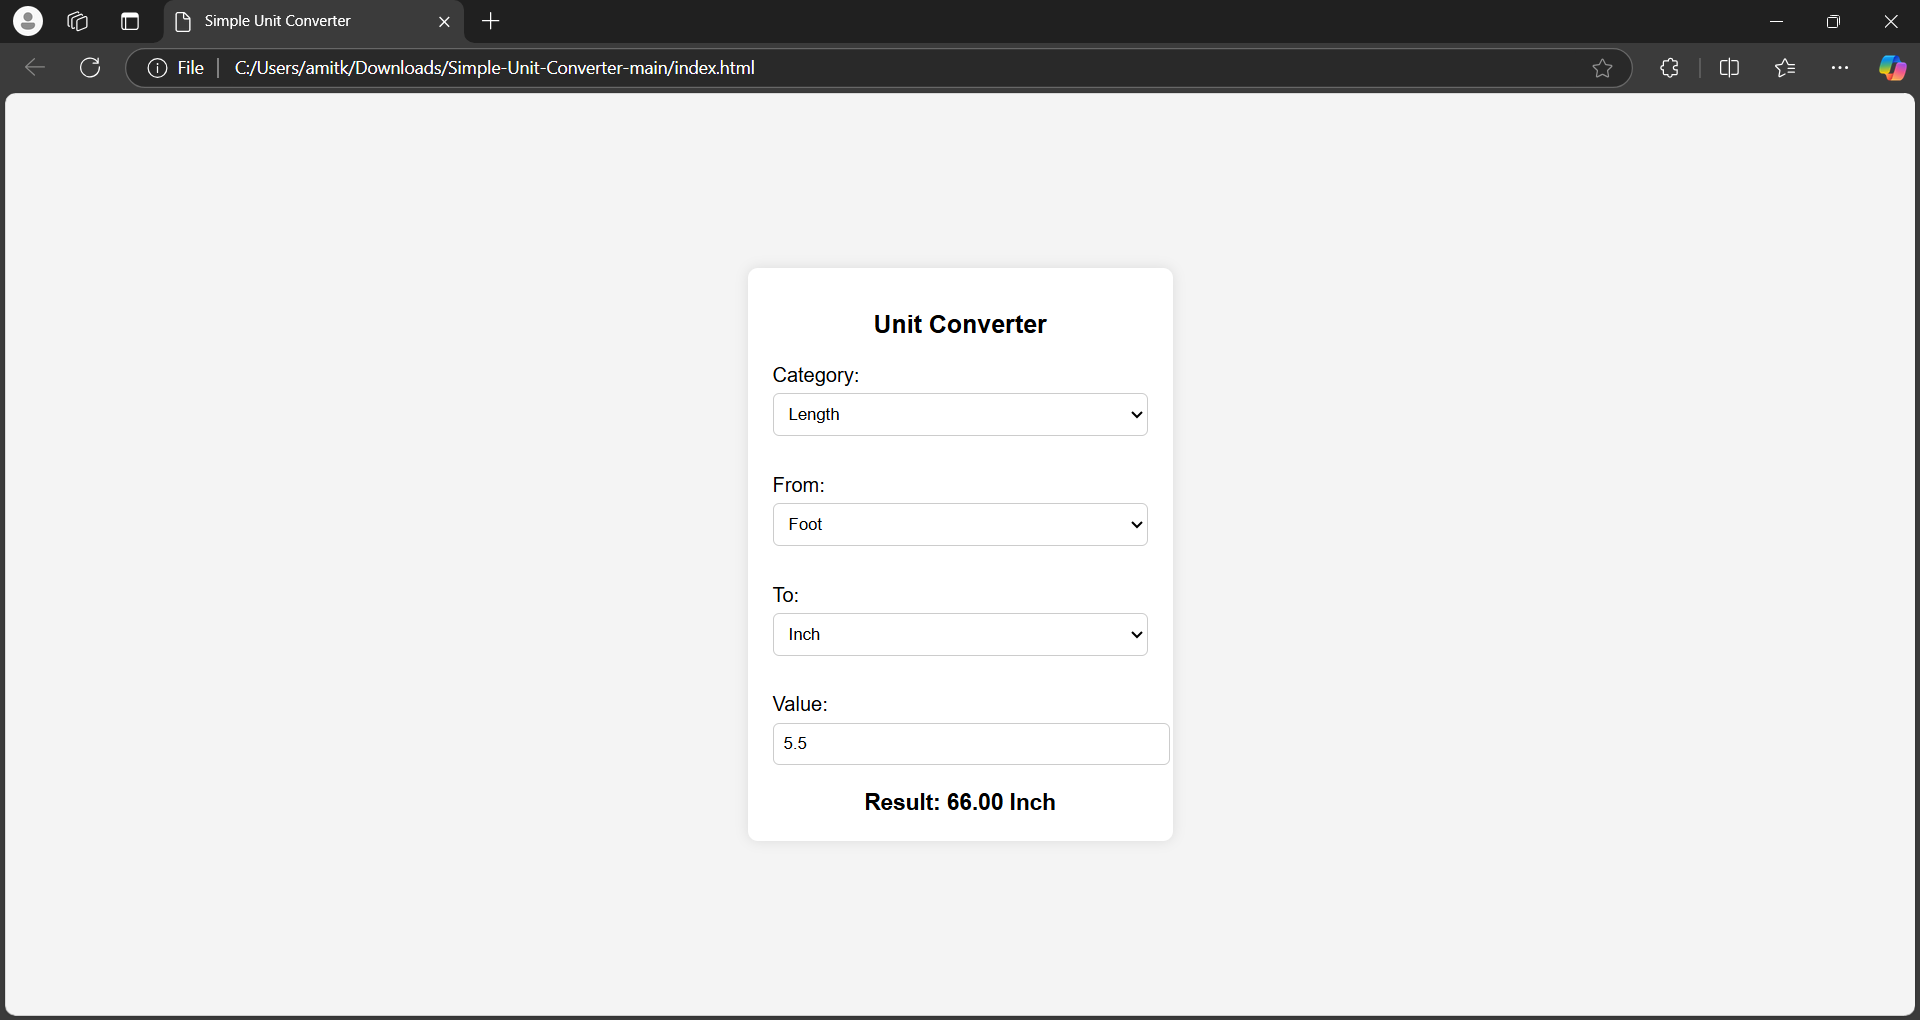 Simple Unit Converter
File
C:/Users/amitk/Downloads/Simple-Unit-Converter-main/index.html
Unit Converter
Category:
Length
From:
Foot
To:
Inch
Value:
5.5
Result: 66.00 Inch